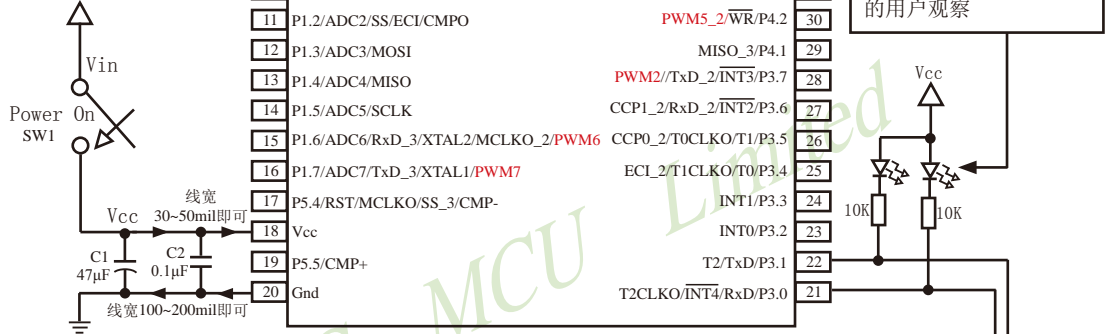 的用户观察
11 P1.2/ADC2/SS/ECI/CMPO
PWM5_2/WR/P4.2 30
12 P1.3/ADC3/MOSI
MISO_3/P4.1 29
13 P1.4/ADC4/MISO
PWM2//TxD_2/INT3/P3.7 28
14 P1.5/ADC5/SCLK
CCP1_2/RxD_2/INT2/P3.6 27
15 P1.6/ADC6/RxD_3/XTAL2/MCLKO_2/PWM6
CCP0_2/T0CLKO/T1/P3.5 26
16 P1.7/ADC7/TxD_3/XTAL1/PWM7
ECI_2/T1CLKO/T0/P3.4 25
17 P5.4/RST/MCLKO/SS_3/CMP-
INT1/P3.3 24
18 Vcc
INT0/P3.2 23
19 P5.5/CMP+
T2/TxD/P3.1 22
20 Gnd
T2CLKO/INT4/RxD/P3.0 21
Vin
Power On
SW1
Vcc
线宽
30~50mil即可
C1
47μF
C2
0.1μF
线宽100~200mil即可
Vcc
10K
10K
MCU Limited